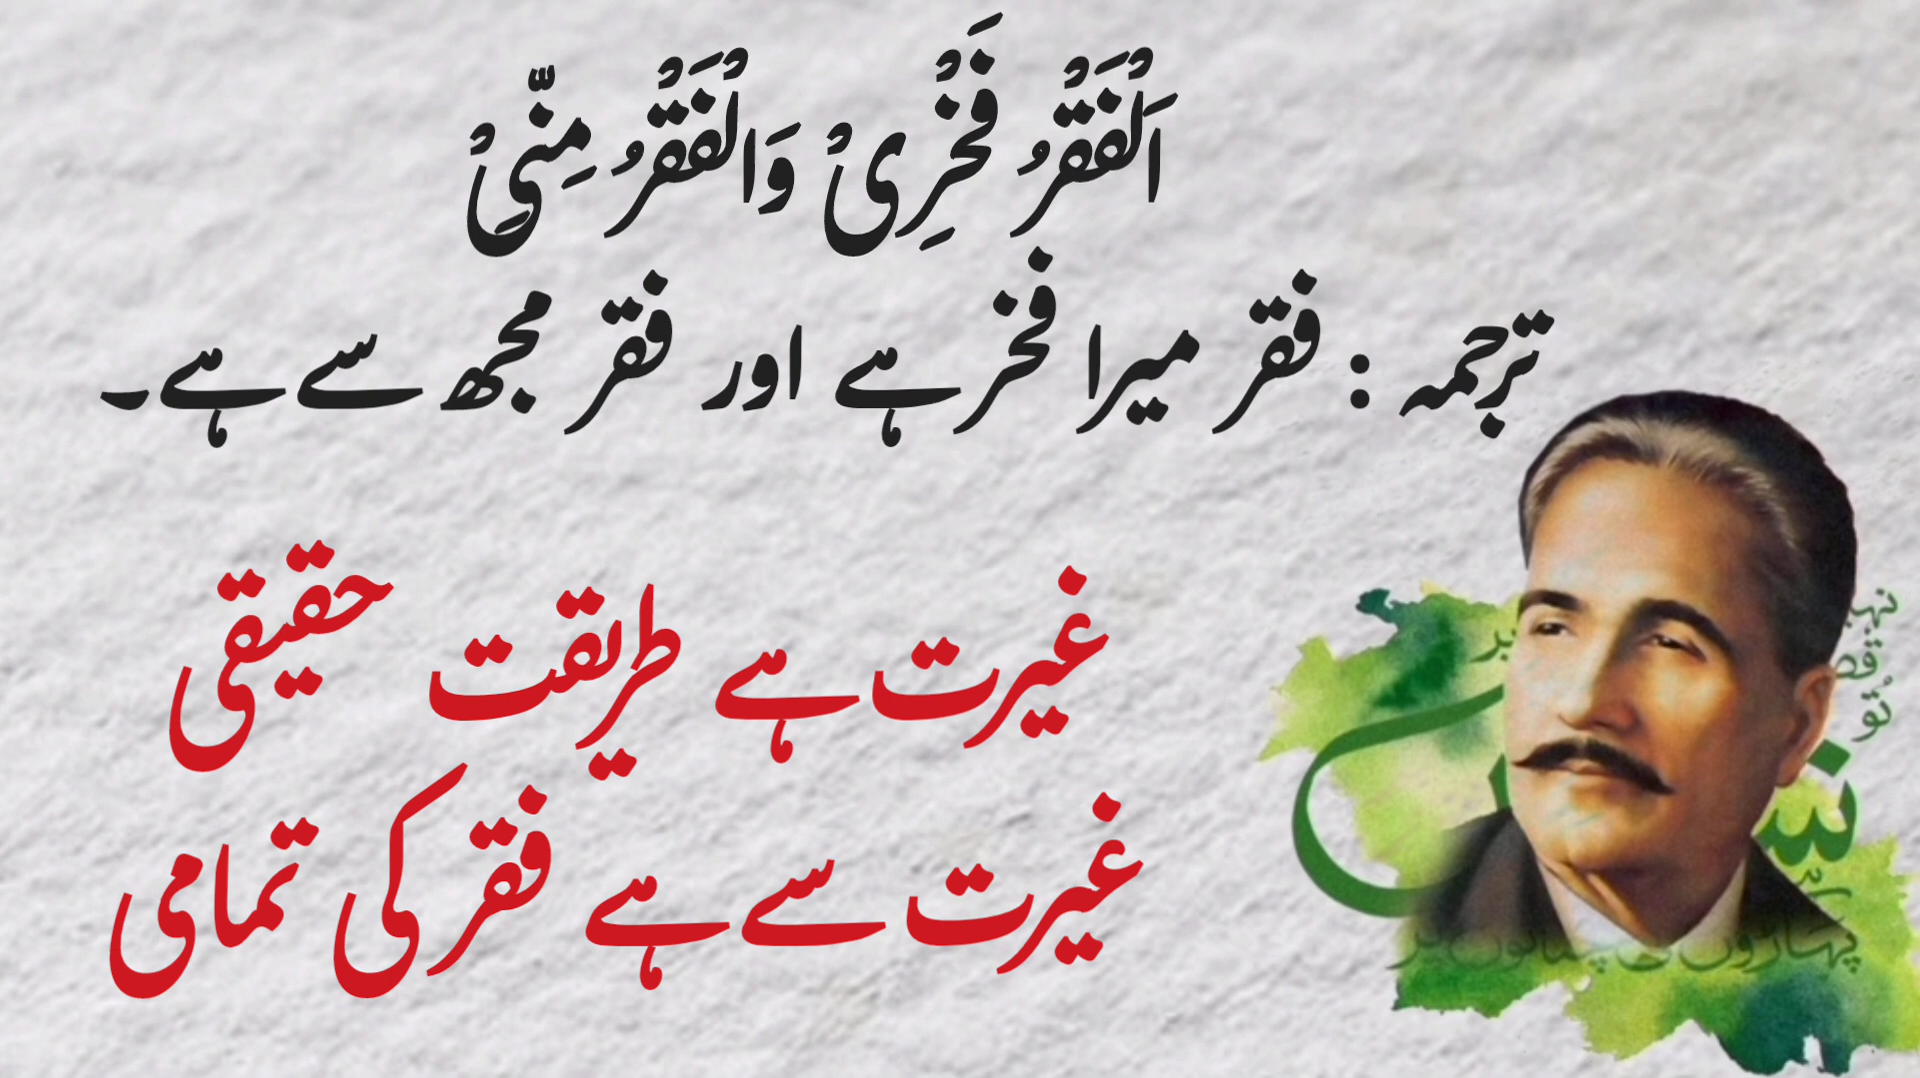 اَلْفَقْرُ فَخْرِیْ وَالْفَقْرُ مِنِّیْ
ترجمہ : فقر میرا فخر ہے اور فقر مجھ سے ہے۔
غیرت ہے طریقت حقیقی
غیرت سے ہے فقر کی تمامی